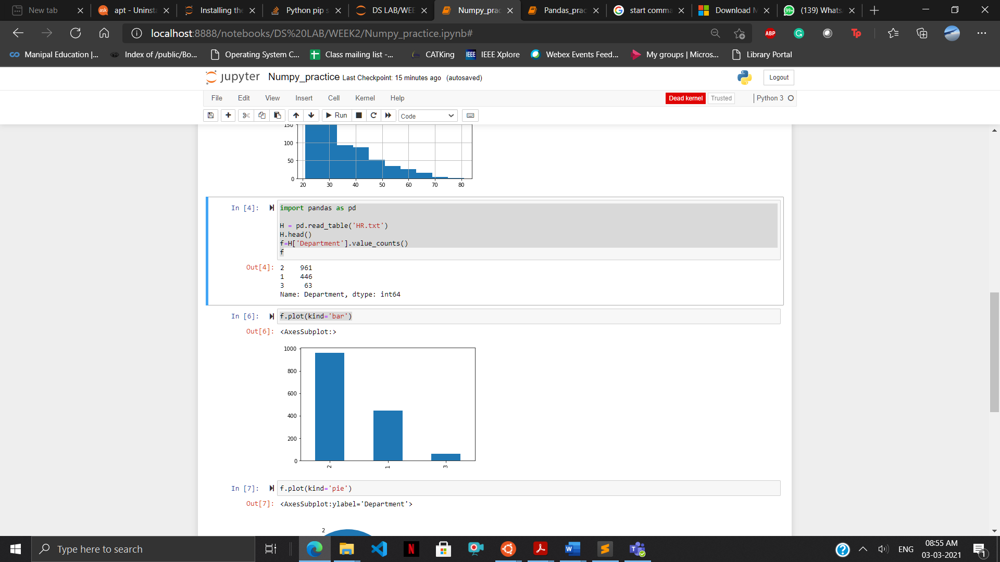 New tab
apt - Uninsta
Installing the
Python pip s
DS LAB/WEE
Numpy_prac
Pandas_prac
start comma
Download M
(139) Whats
localhost:8888/notebooks/DS%20LAB/WEEK2/Numpy_practice.ipynb#
ABP
Manipal Education |...
Index of /public/Bo...
Operating System C...
Class mailing list -...
CATKing
IEEE Xplore
Webex Events Feed...
My groups | Micros...
Library Portal
jupyter Numpy_practice Last Checkpoint: 15 minutes ago (autosaved)
Logout
File Edit View Insert Cell Kernel Help
Dead kernel Trusted Python 3
Run Code
150
100
50
0
20 30 40 50 60 70 80
In [4]: import pandas as pd
H = pd.read_table('HR.txt')
H.head()
f=H['Department'].value_counts()
f
Out[4]: 2 961
1 446
3 63
Name: Department, dtype: int64
In [6]: f.plot(kind='bar')
Out[6]: <AxesSubplot:>
1000
800
600
400
200
0
2 1 3
In [7]: f.plot(kind='pie')
Out[7]: <AxesSubplot:ylabel='Department'>
2
Type here to search
ENG
08:55 AM
03-03-2021
1